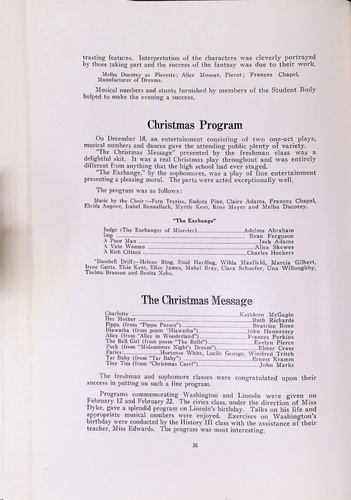 trasting features. Interpretation of the characters was cleverly portrayed
by those taking part and the success of the fantasy was due to their work.
Melba Ducotey as Pierette; Alice Mooser, Pierot; Frances Chapel,
Manufacturer of Dreams.
Musical numbers and stunts furnished by members of the Student Body
helped to make the evening a success.
Christmas Program
On December 18, an entertainment consisting of two one-act plays,
musical numbers and dances gave the attending public plenty of variety.
"The Christmas Message" presented by the freshman class was a
delightful skit. It was a real Christmas play throughout and was entirely
different from anything that the high school had ever staged.
"The Exchange," by the sophomores, was a play of fine entertainment
presenting a pleasing moral. The parts were acted exceptionally well.
The program was as follows:
Music by the Choir:—Fern Trezise, Eudora Pine, Claire Adams, Frances Chapel,
Elvida Angove, Isabel Bennallack, Myrtle Kent, Rose Meyer and Melba Ducotey.
"The Exchange"
Judge (The Exchanger of Miseries) Adelma Abraham
Imp Evan Ferguson
A Poor Man Jack Adams
A Vain Woman Alice Skewes
A Rich Citizen Charles Heckers
"Dumbell Drill:—Helene Bing, Enid Harding, Wilda Maxfield, Marcia Gilbert,
Irene Gantz, Elsie Kent, Elise James, Mabel Bray, Clara Schoefer, Una Willoughby,
Thelma Branson and Benita Nobs.
The Christmas Message
Charlotte Kathleen McGagin
Her Mother Ruth Richards
Pippa (from "Pippa Passes") Beatrice Bone
Hiawatha (from poem "Hiawatha") John Hennessey
Alice (from "Alice in Wonderland") Frances Perkins
The Bell Girl (from poem "The Bells") Evelyn Pierce
Puck (from "Midsummer Night's Dream") Elmer Crase
Faries Hortense White, Lucile George, Winifred Tritch
Tar Baby (from "Tar Baby") Ernest Kramm
Tiny Tim (from "Christmas Carol") John Marks
The freshman and sophomore classes were congratulated upon their
success in putting on such a fine program.
Programs commemorating Washington and Lincoln were given on
February 12 and February 22. The civics class, under the direction of Miss
Dyke, gave a splendid program on Lincoln's birthday. Talks on his life and
appropriate musical numbers were enjoyed. Exercises on Washington's
birthday were conducted by the History III class with the assistance of their
teacher, Miss Edwards. The program was most interesting.
36